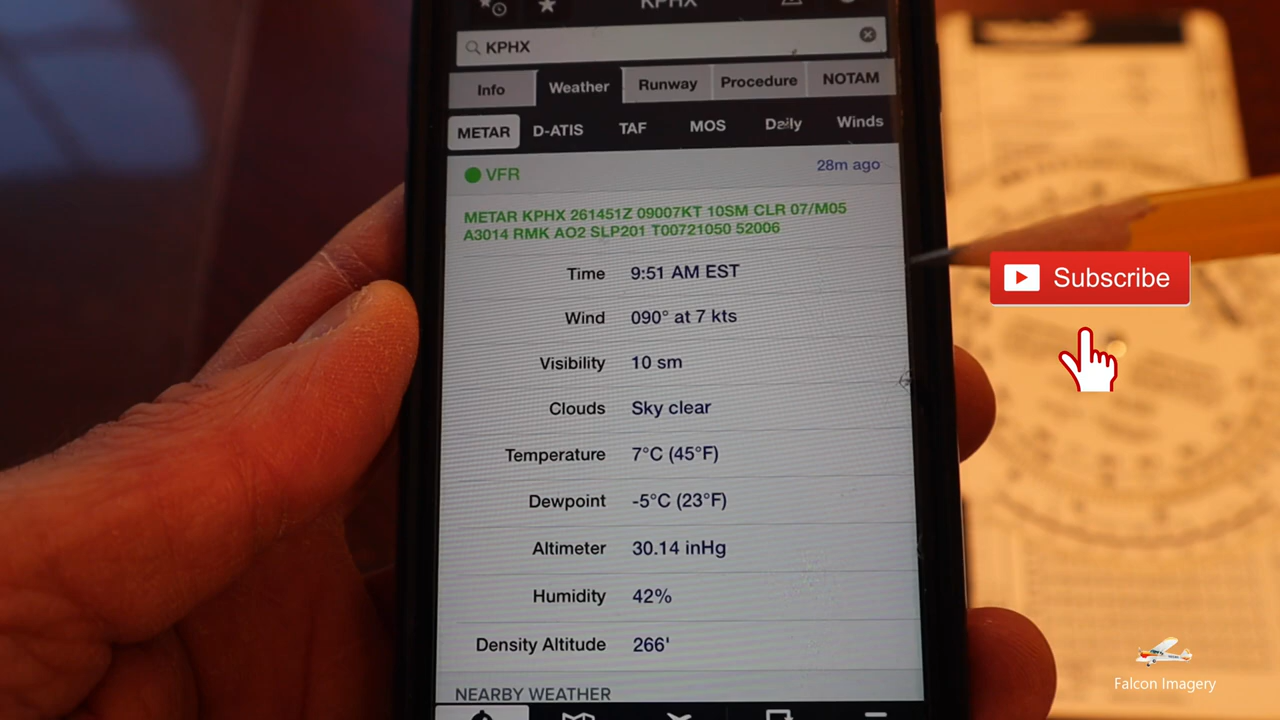 KPHX
KPHX
Info Weather Runway Procedure NOTAM
METAR D-ATIS TAF MOS Daily Winds
VFR 28m ago
METAR KPHX 261451Z 09007KT 10SM CLR 07/M05
A3014 RMK AO2 SLP201 T00721050 52006
Time 9:51 AM EST
Wind 090° at 7 kts
Visibility 10 sm
Clouds Sky clear
Temperature 7°C (45°F)
Dewpoint -5°C (23°F)
Altimeter 30.14 inHg
Humidity 42%
Density Altitude 266'
NEARBY WEATHER
Subscribe
Falcon Imagery